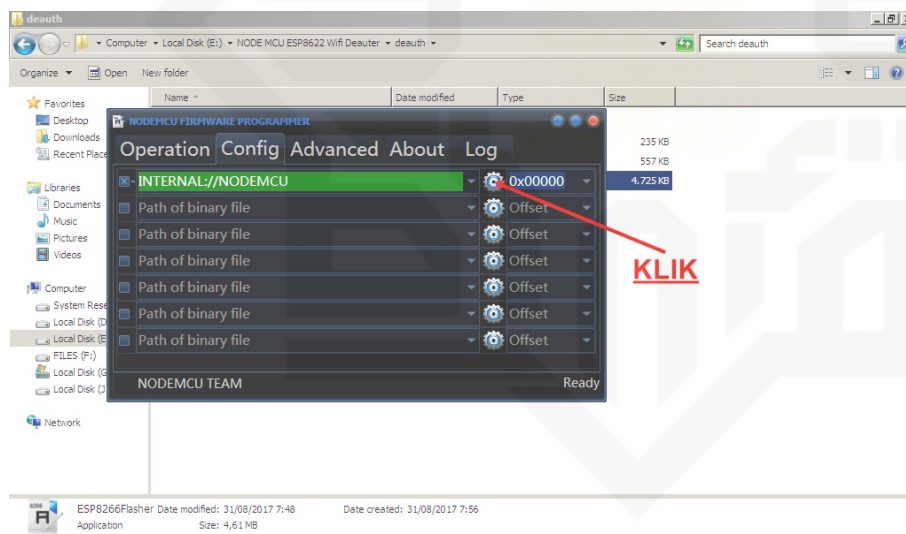 deauth
Computer Local Disk (E:) NODE MCU ESP8622 Wifi Deauter deauth
Search deauth
Organize Open New folder
Name Date modified Type Size
Favorites
Desktop
Downloads
Recent Place
Libraries
Documents
Music
Pictures
Videos
Computer
System Rese
Local Disk (D
Local Disk (E
FILES (F:)
Local Disk (G
Local Disk (J
Network
235 KB
557 KB
4.725 KB
NODEMCU FIRMWARE PROGRAMMER
Operation Config Advanced About Log
INTERNAL://NODEMCU 0x00000
Path of binary file Offset
Path of binary file Offset
Path of binary file Offset
Path of binary file Offset
Path of binary file Offset
Path of binary file Offset
NODEMCU TEAM Ready
KLIK
ESP8266Flasher Date modified: 31/08/2017 7:48 Date created: 31/08/2017 7:56
Application Size: 4,61 MB